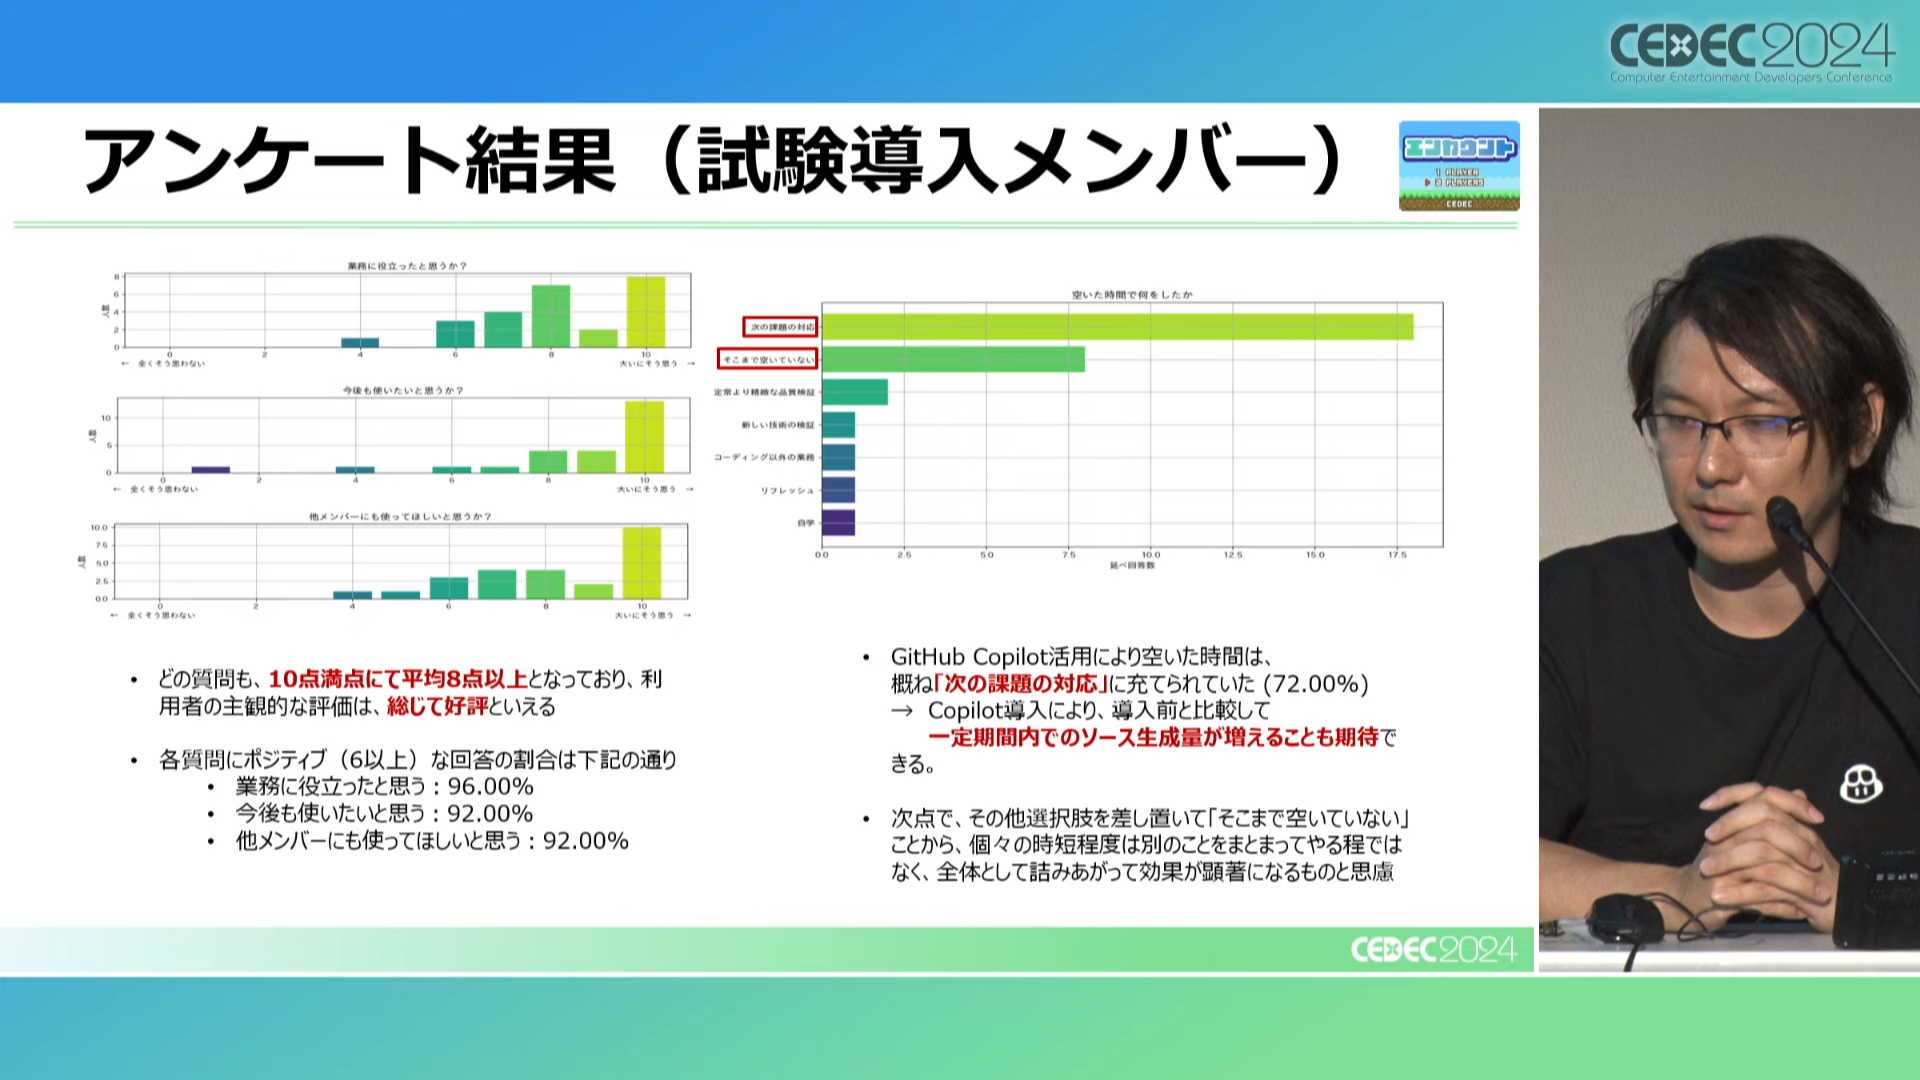 CEDEC2024
Computer Entertainment Developers Conference
アンケート結果（試験導入メンバー）
エンカウント
1 PLAYER
2 PLAYERS
CEDEC
業務に役立ったと思うか？
人数
8
6
4
2
0
0 2 4 6 8 10
← 全くそう思わない 大いにそう思う →
今後も使いたいと思うか？
人数
10
5
0
0 2 4 6 8 10
← 全くそう思わない 大いにそう思う →
他メンバーにも使ってほしいと思うか？
人数
10.0
7.5
5.0
2.5
0.0
0 2 4 6 8 10
← 全くそう思わない 大いにそう思う →
空いた時間で何をしたか
次の課題の対応
そこまで空いていない
定常より精緻な品質検証
新しい技術の検証
コーディング以外の業務
リフレッシュ
自学
0.0 2.5 5.0 7.5 10.0 12.5 15.0 17.5
延べ回答数
• どの質問も、10点満点にて平均8点以上となっており、利
用者の主観的な評価は、総じて好評といえる
• 各質問にポジティブ（6以上）な回答の割合は下記の通り
• 業務に役立ったと思う：96.00%
• 今後も使いたいと思う：92.00%
• 他メンバーにも使ってほしいと思う：92.00%
• GitHub Copilot活用により空いた時間は、
概ね「次の課題の対応」に充てられていた (72.00%)
→ Copilot導入により、導入前と比較して
一定期間内でのソース生成量が増えることも期待で
きる。
• 次点で、その他選択肢を差し置いて「そこまで空いていない」
ことから、個々の時短程度は別のことをまとまってやる程では
なく、全体として詰みあがって効果が顕著になるものと思慮
CEDEC2024